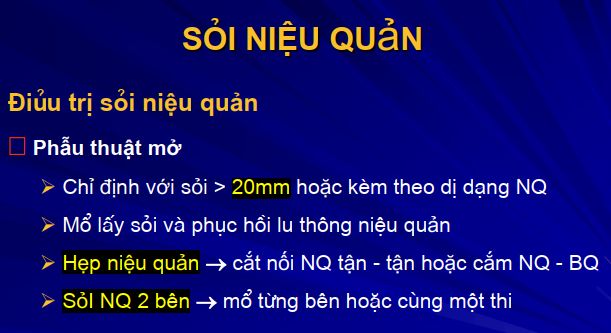 SỎI NIỆU QUẢN
Điủu trị sỏi niệu quản
Phẫu thuật mở
Chỉ định với sỏi > 20mm hoặc kèm theo dị dạng NQ
Mổ lấy sỏi và phục hồi lu thông niệu quản
Hẹp niệu quản → cắt nối NQ tận - tận hoặc cắm NQ - BQ
SỏI NQ 2 bên → mổ từng bên hoặc cùng một thi